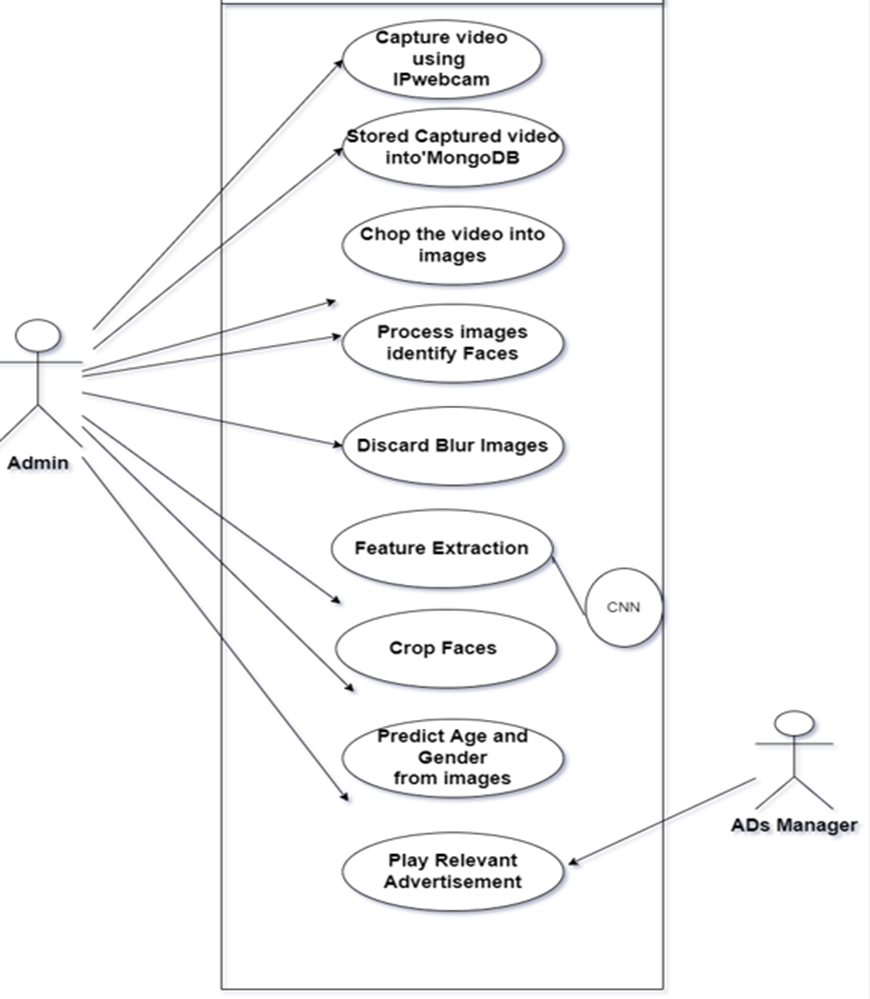 Capture video
using
IPwebcam
Stored Captured video
into'MongoDB
Chop the video into
images
Process images
identify Faces
Admin
Discard Blur Images
Feature Extraction
CNN
Crop Faces
Predict Age and
Gender
from images
ADs Manager
Play Relevant
Advertisement